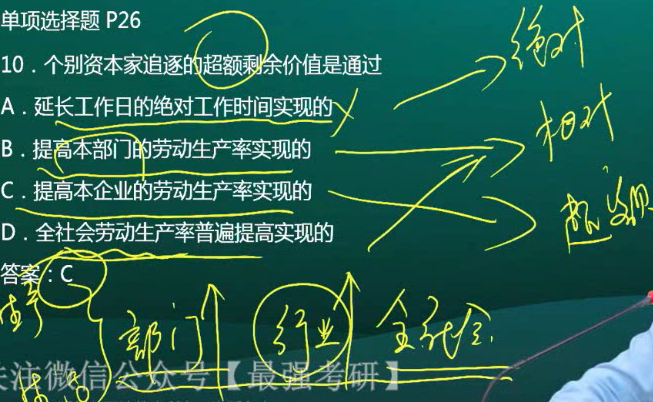 单项选择题 P26
绝对
10．个别资本家追逐的超额剩余价值是通过
A．延长工作日的绝对工作时间实现的
相对
B．提高本部门的劳动生产率实现的
C．提高本企业的劳动生产率实现的
超额
D．全社会劳动生产率普遍提高实现的
答案：C
部门 行业 全社会
关注微信公众号【最强考研】